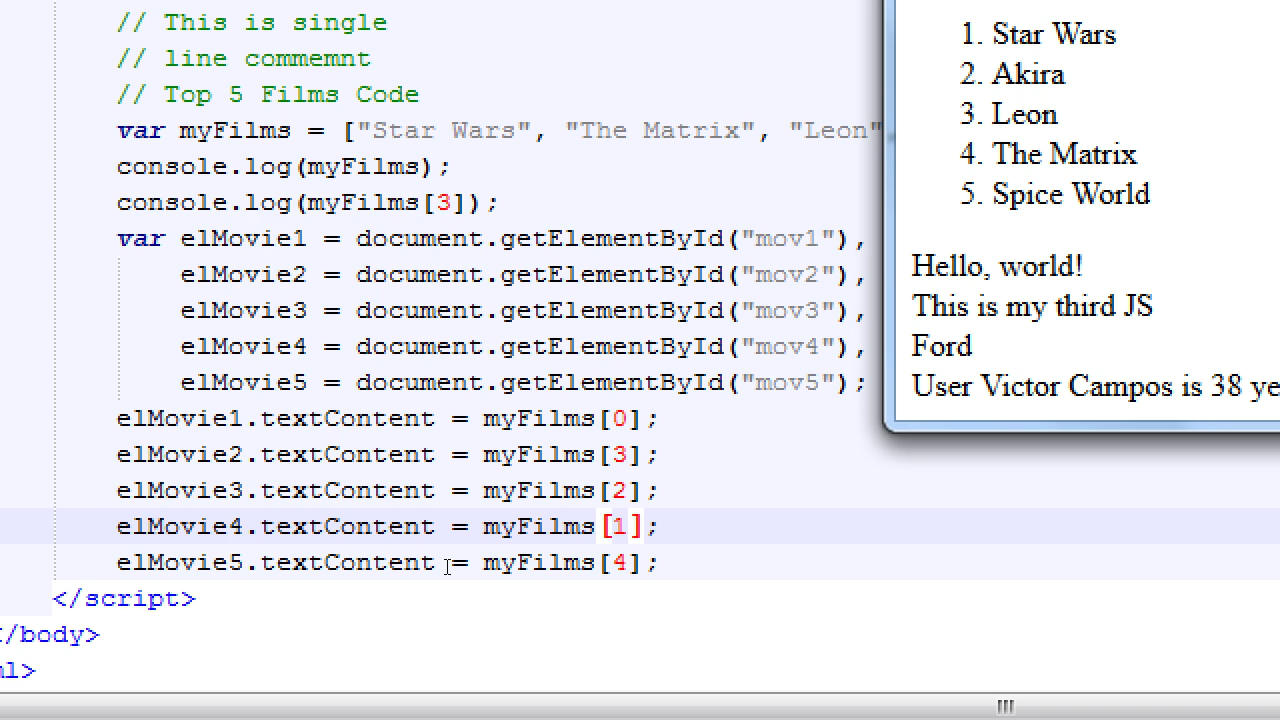 // This is single
// line commemnt
// Top 5 Films Code
var myFilms = ["Star Wars", "The Matrix", "Leon"
console.log(myFilms);
console.log(myFilms[3]);
var elMovie1 = document.getElementById("mov1"),
elMovie2 = document.getElementById("mov2"),
elMovie3 = document.getElementById("mov3"),
elMovie4 = document.getElementById("mov4"),
elMovie5 = document.getElementById("mov5");
elMovie1.textContent = myFilms[0];
elMovie2.textContent = myFilms[3];
elMovie3.textContent = myFilms[2];
elMovie4.textContent = myFilms[1];
elMovie5.textContent = myFilms[4];
</script>
/body>
ml>
1. Star Wars
2. Akira
3. Leon
4. The Matrix
5. Spice World
Hello, world!
This is my third JS
Ford
User Victor Campos is 38 ye